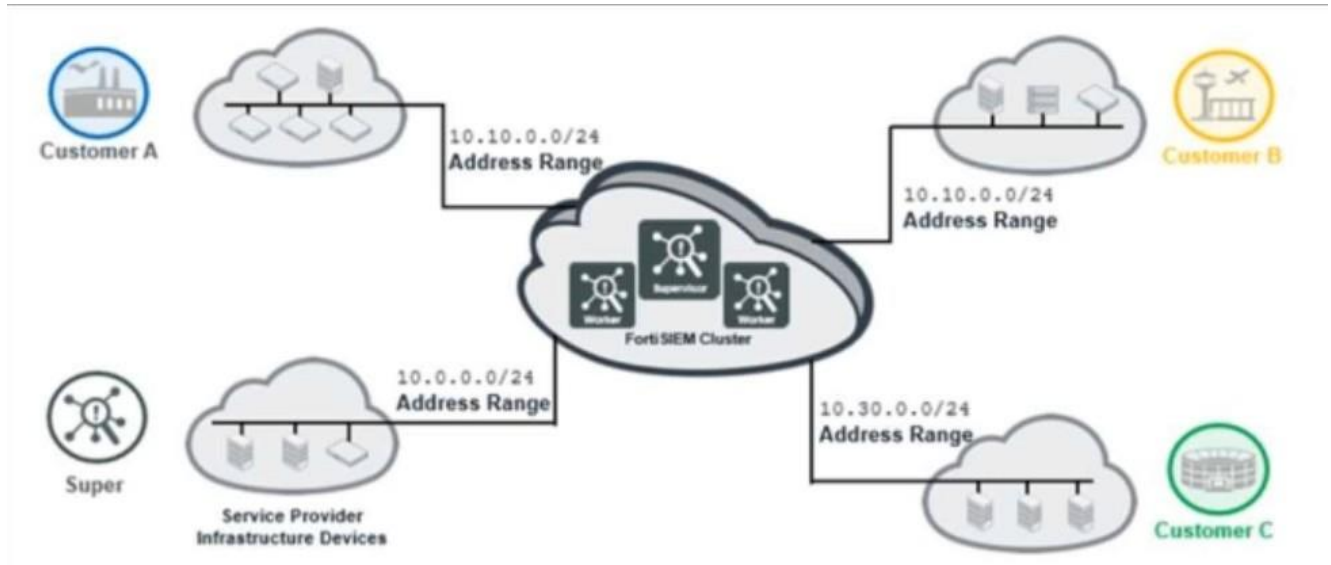 Customer A
10.10.0.0/24
Address Range
10.10.0.0/24
Address Range
Customer B
Supervisor
Worker
Worker
FortiSIEM Cluster
Super
10.0.0.0/24
Address Range
Service Provider
Infrastructure Devices
10.30.0.0/24
Address Range
Customer C